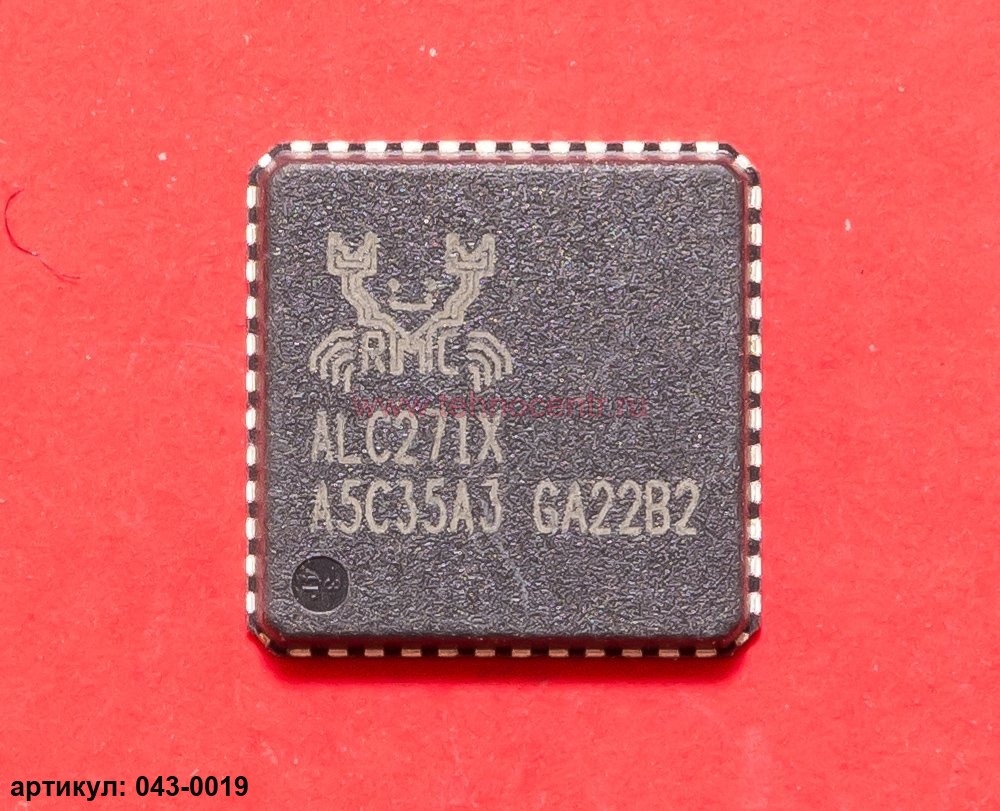 RMC
www.tehnocentr.ru
ALC271X
A5C35A3 GA22B2
артикул: 043-0019